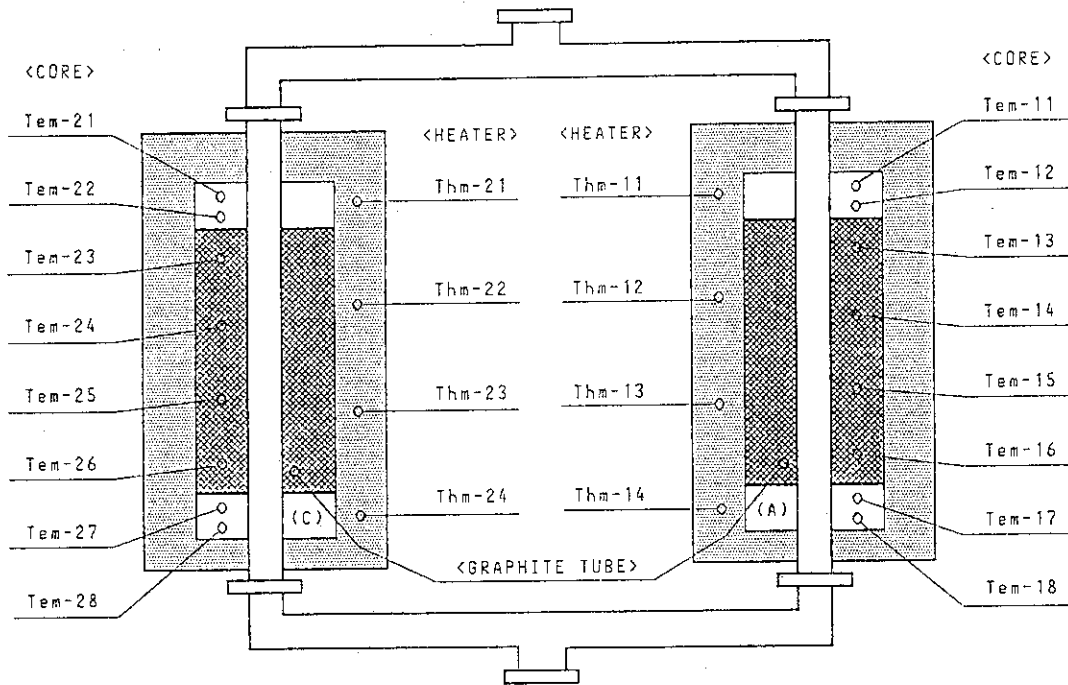 <CORE>
Tem-21
Tem-22
Tem-23
Tem-24
Tem-25
Tem-26
Tem-27
Tem-28
<HEATER>
Thm-21
Thm-22
Thm-23
Thm-24
(C)
<HEATER>
Thm-11
Thm-12
Thm-13
Thm-14
(A)
<GRAPHITE TUBE>
<CORE>
Tem-11
Tem-12
Tem-13
Tem-14
Tem-15
Tem-16
Tem-17
Tem-18